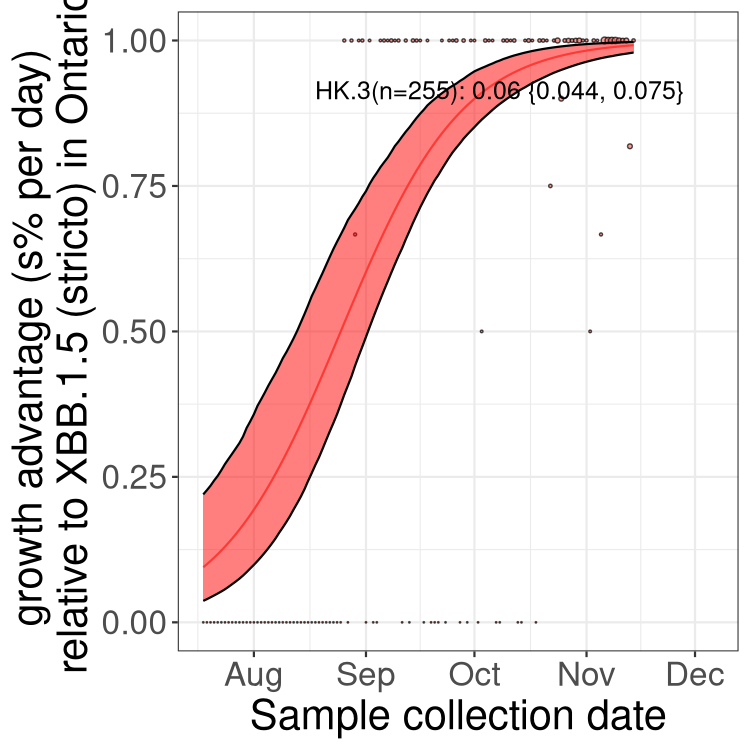 growth advantage (s% per day)
relative to XBB.1.5 (stricto) in Ontario
1.00
0.75
0.50
0.25
0.00
HK.3(n=255): 0.06 {0.044, 0.075}
Aug Sep Oct Nov Dec
Sample collection date